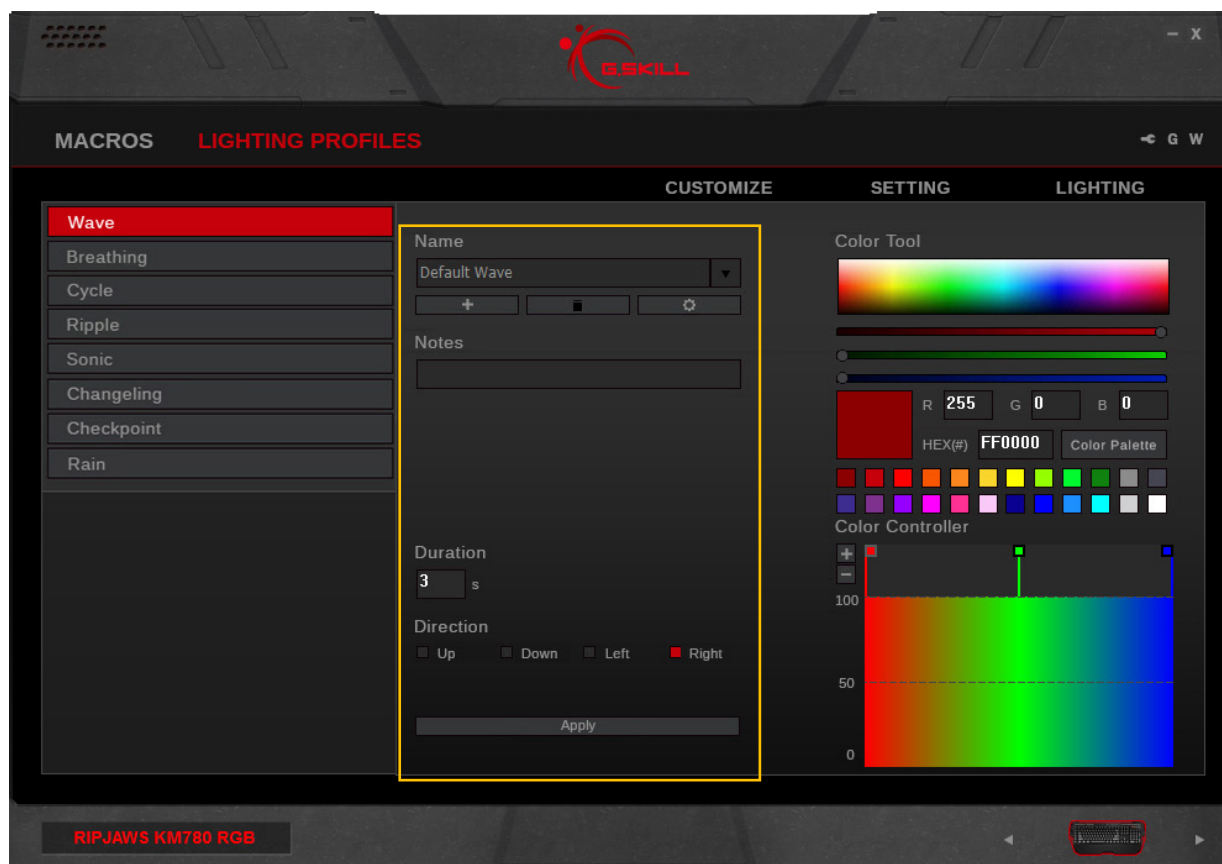 G.SKILL
– X
MACROS LIGHTING PROFILES G W
CUSTOMIZE SETTING LIGHTING
Wave
Breathing
Cycle
Ripple
Sonic
Changeling
Checkpoint
Rain
Name
Default Wave
+
Notes
Duration
3 s
Direction
Up Down Left Right
Apply
Color Tool
R 255 G 0 B 0
HEX(#) FF0000 Color Palette
Color Controller
+
–
100
50
0
RIPJAWS KM780 RGB